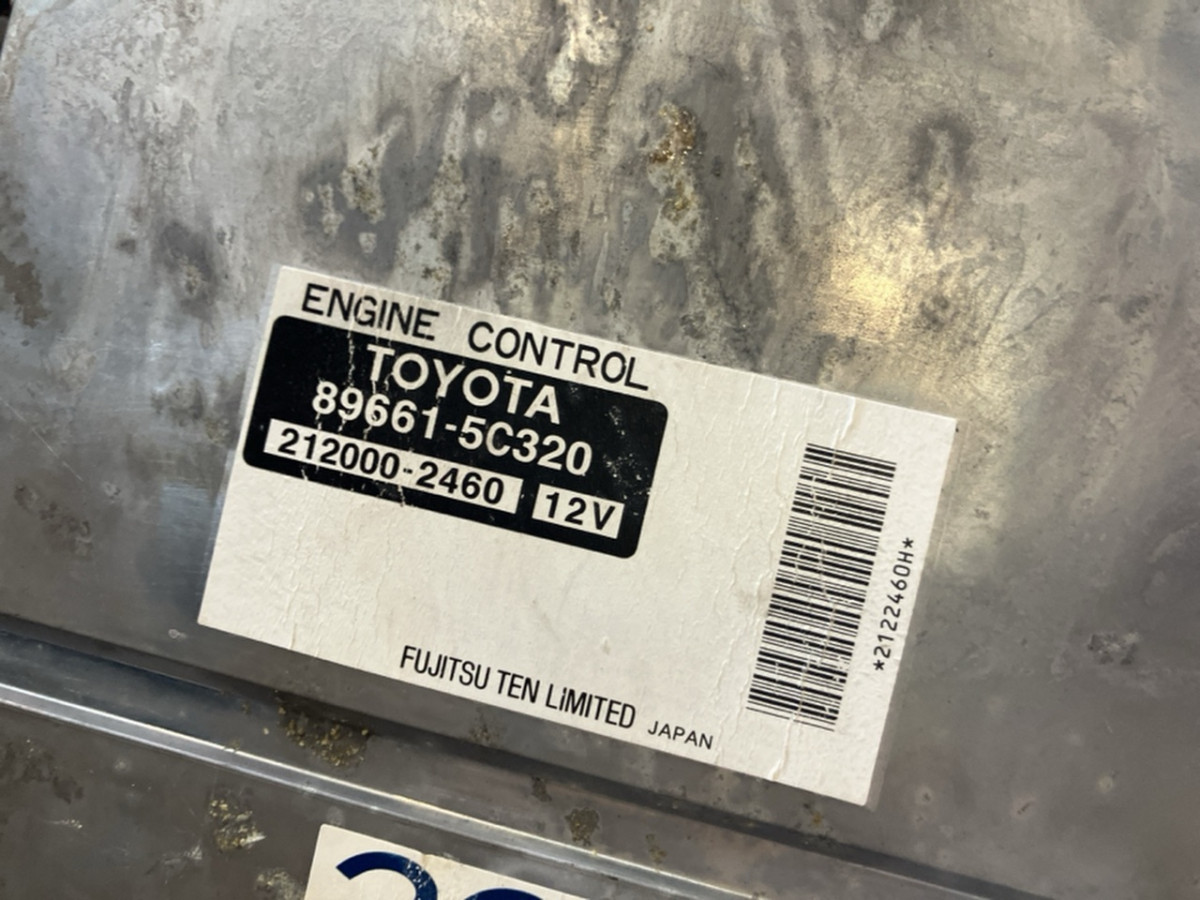 ENGINE CONTROL
TOYOTA
89661-5C320
212000-2460 12V
*2122460H*
FUJITSU TEN LiMITED JAPAN